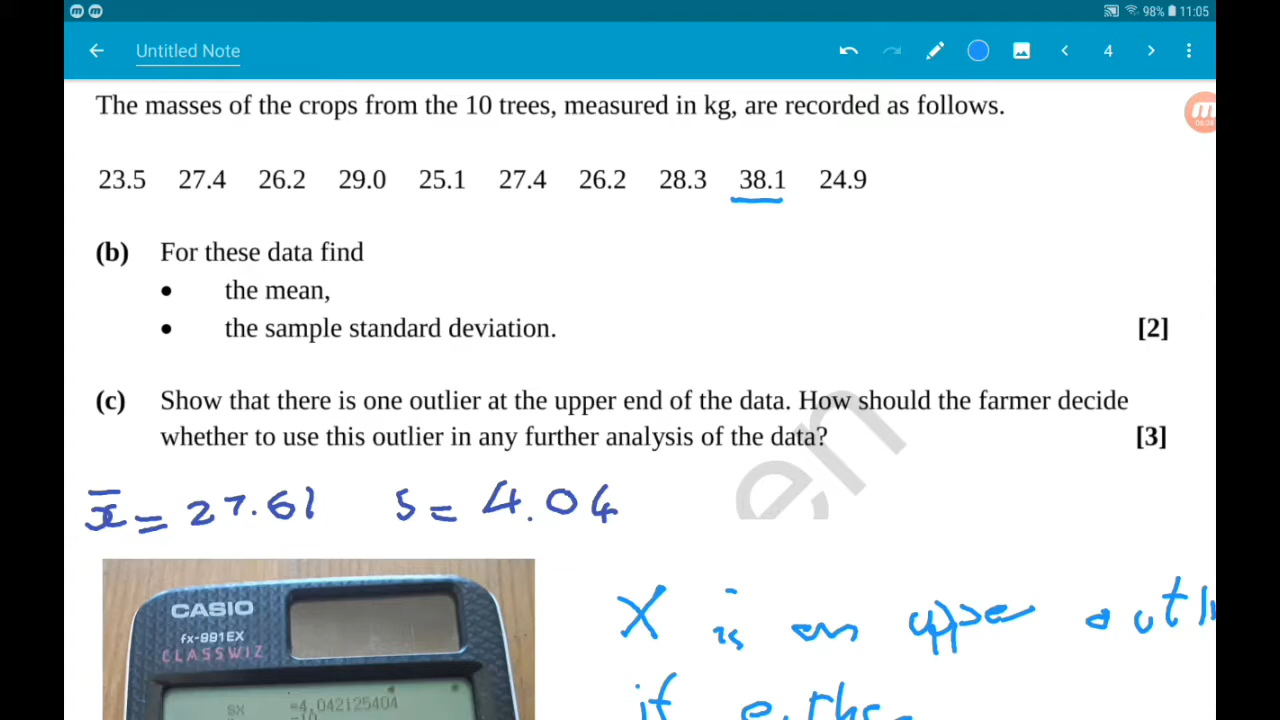 98% 11:05
Untitled Note
4
The masses of the crops from the 10 trees, measured in kg, are recorded as follows.
23.5 27.4 26.2 29.0 25.1 27.4 26.2 28.3 38.1 24.9
(b) For these data find
• the mean,
• the sample standard deviation. [2]
(c) Show that there is one outlier at the upper end of the data. How should the farmer decide
whether to use this outlier in any further analysis of the data? [3]
en
x̄ = 27.61 s = 4.04
CASIO
fx-991EX
CLASSWIZ
sx =4.042125404
=10
X is an upper outl
if